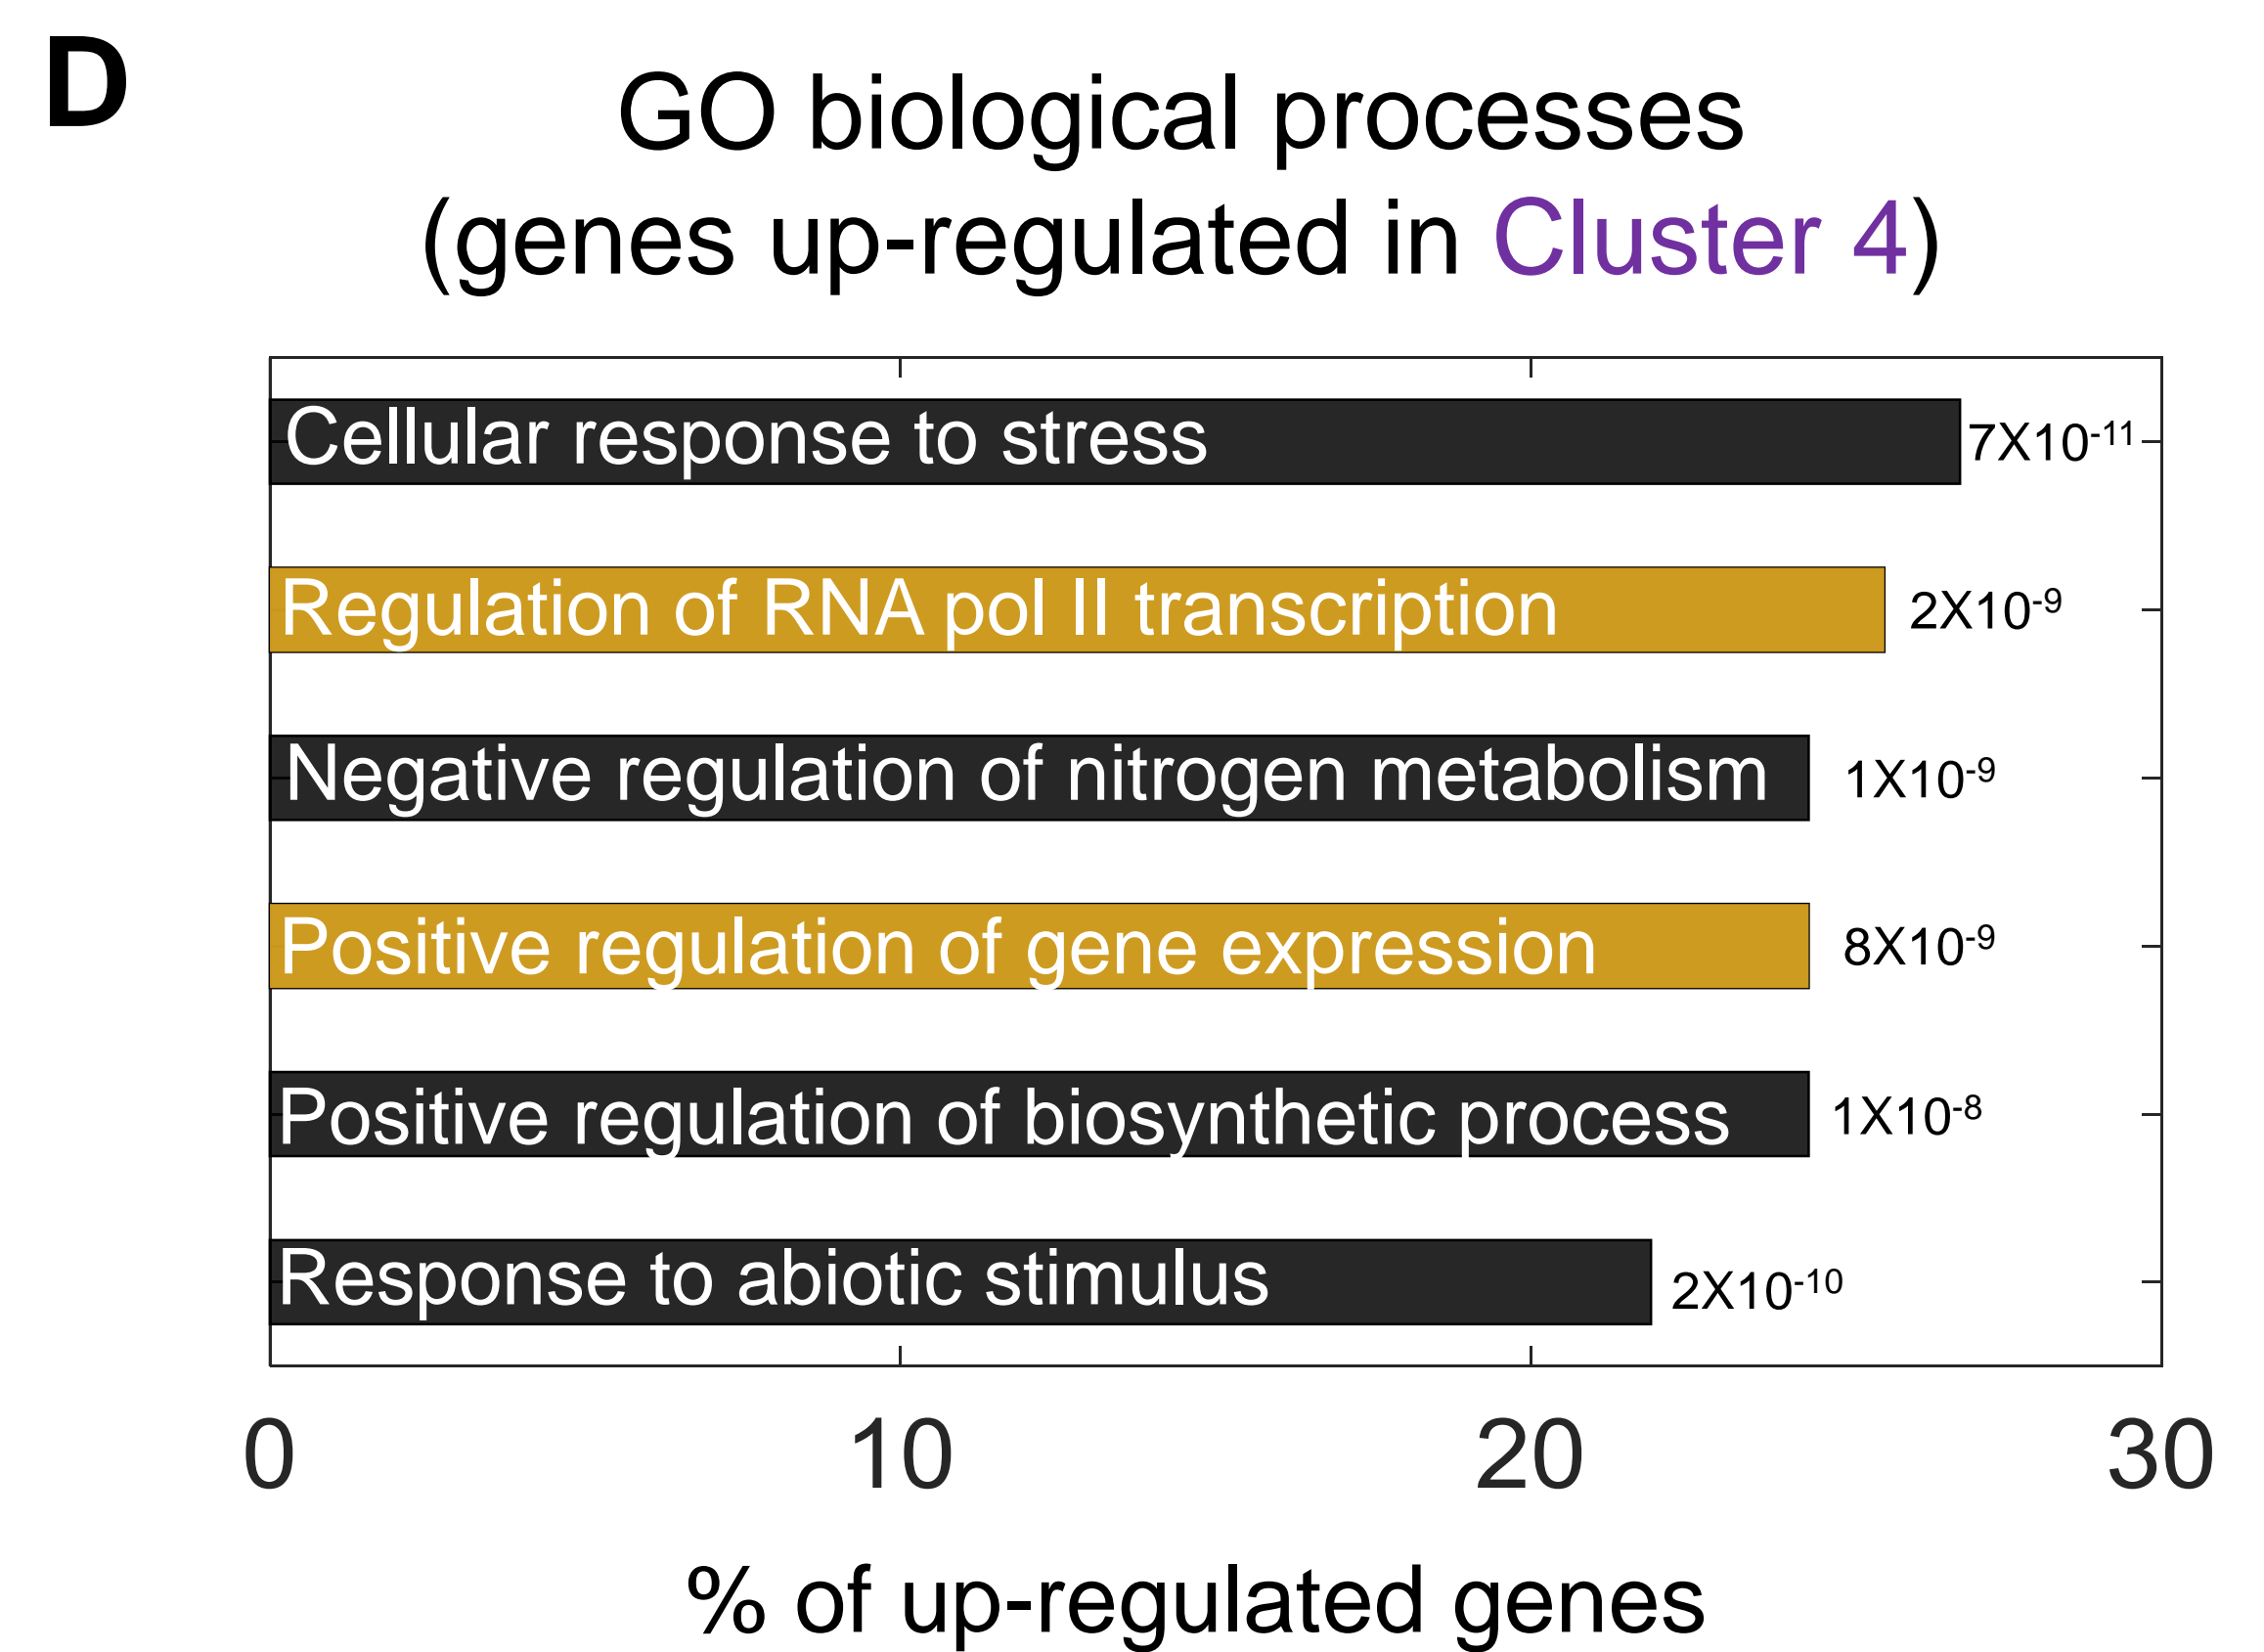 D
GO biological processes
(genes up-regulated in Cluster 4)
Cellular response to stress 7X10⁻¹¹
Regulation of RNA pol II transcription 2X10⁻⁹
Negative regulation of nitrogen metabolism 1X10⁻⁹
Positive regulation of gene expression 8X10⁻⁹
Positive regulation of biosynthetic process 1X10⁻⁸
Response to abiotic stimulus 2X10⁻¹⁰
0 10 20 30
% of up-regulated genes